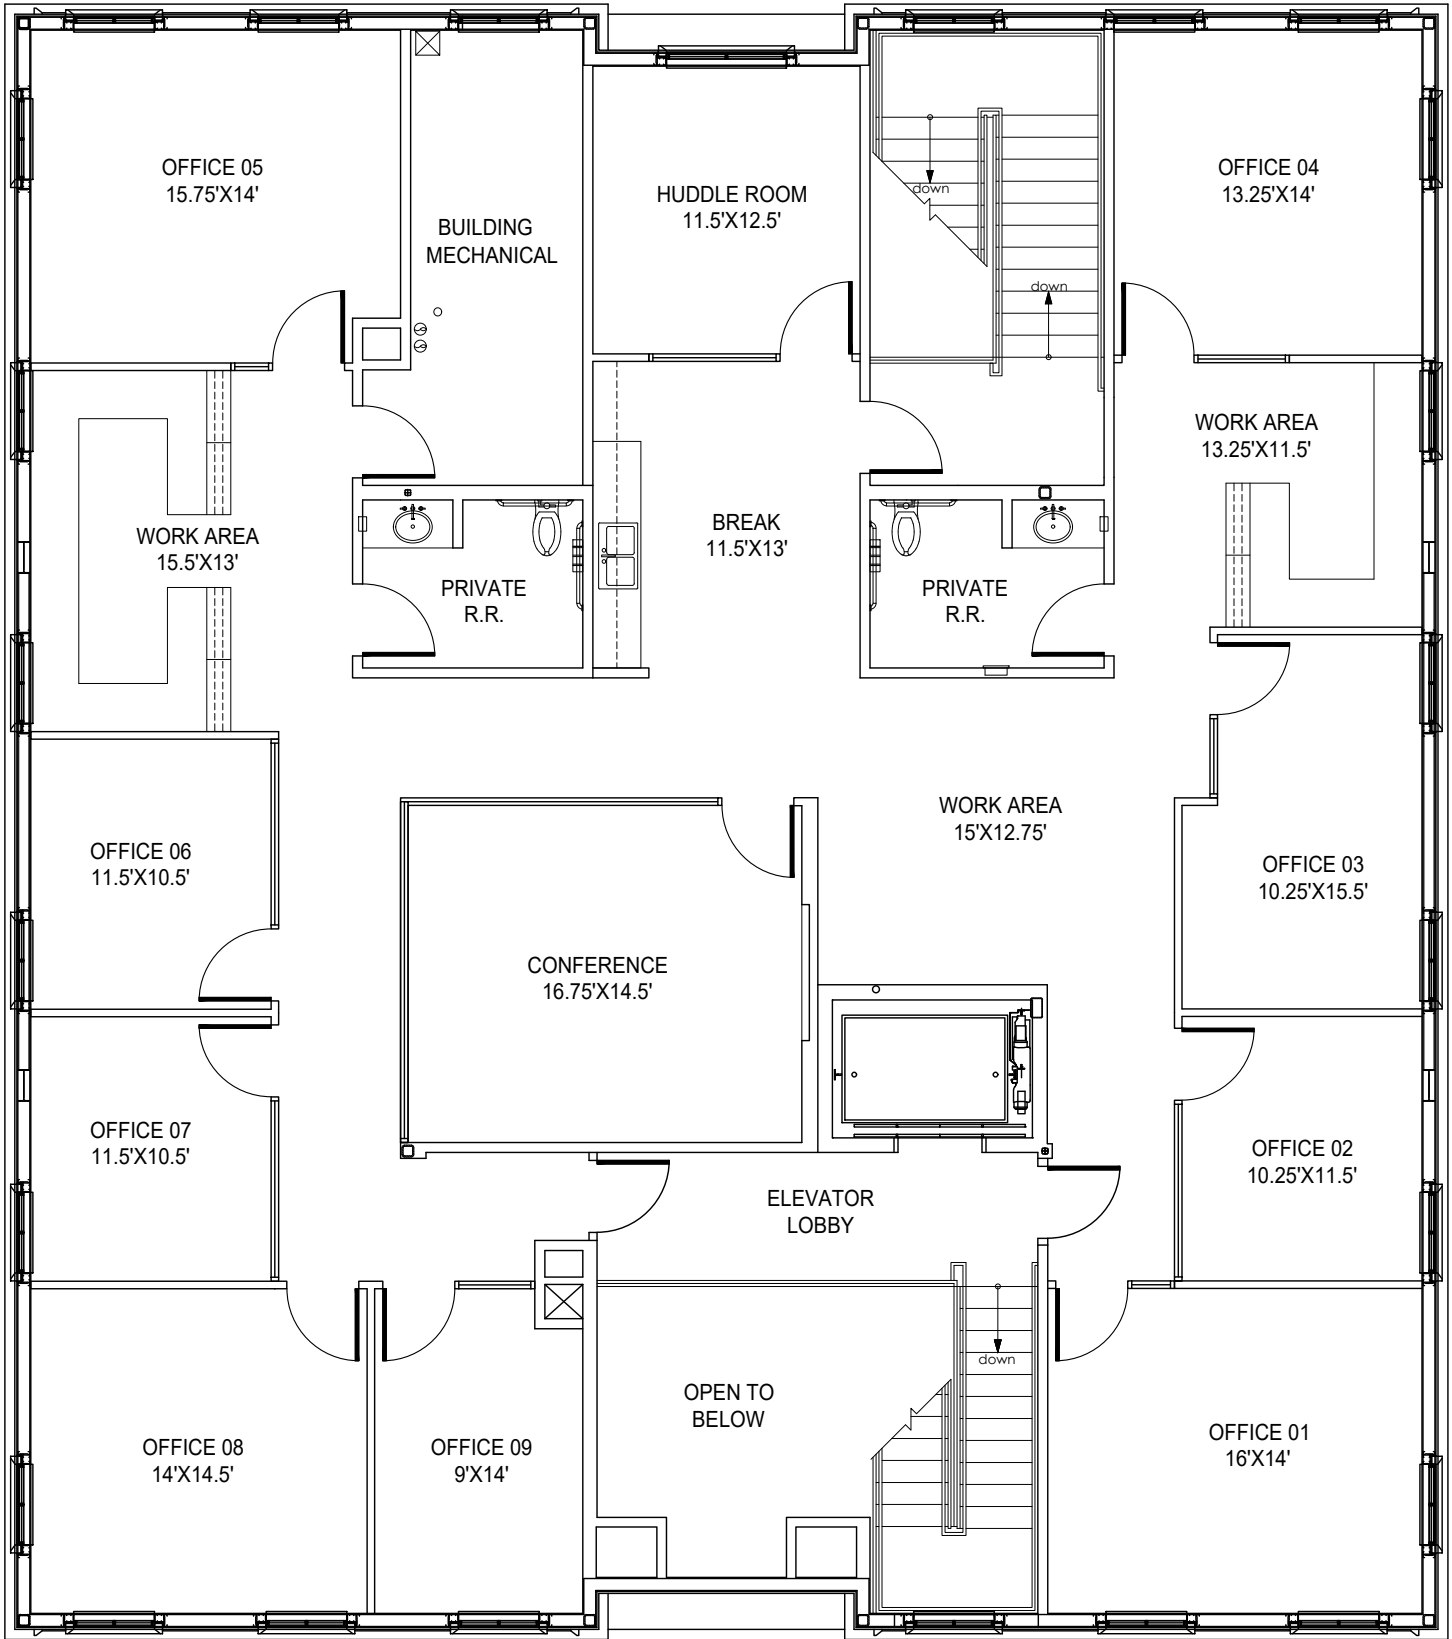 OFFICE 05
15.75'X14'
BUILDING
MECHANICAL
HUDDLE ROOM
11.5'X12.5'
down
down
OFFICE 04
13.25'X14'
WORK AREA
13.25'X11.5'
WORK AREA
15.5'X13'
PRIVATE
R.R.
BREAK
11.5'X13'
PRIVATE
R.R.
WORK AREA
15'X12.75'
OFFICE 06
11.5'X10.5'
OFFICE 03
10.25'X15.5'
CONFERENCE
16.75'X14.5'
OFFICE 07
11.5'X10.5'
OFFICE 02
10.25'X11.5'
ELEVATOR
LOBBY
down
OPEN TO
BELOW
OFFICE 08
14'X14.5'
OFFICE 09
9'X14'
OFFICE 01
16'X14'